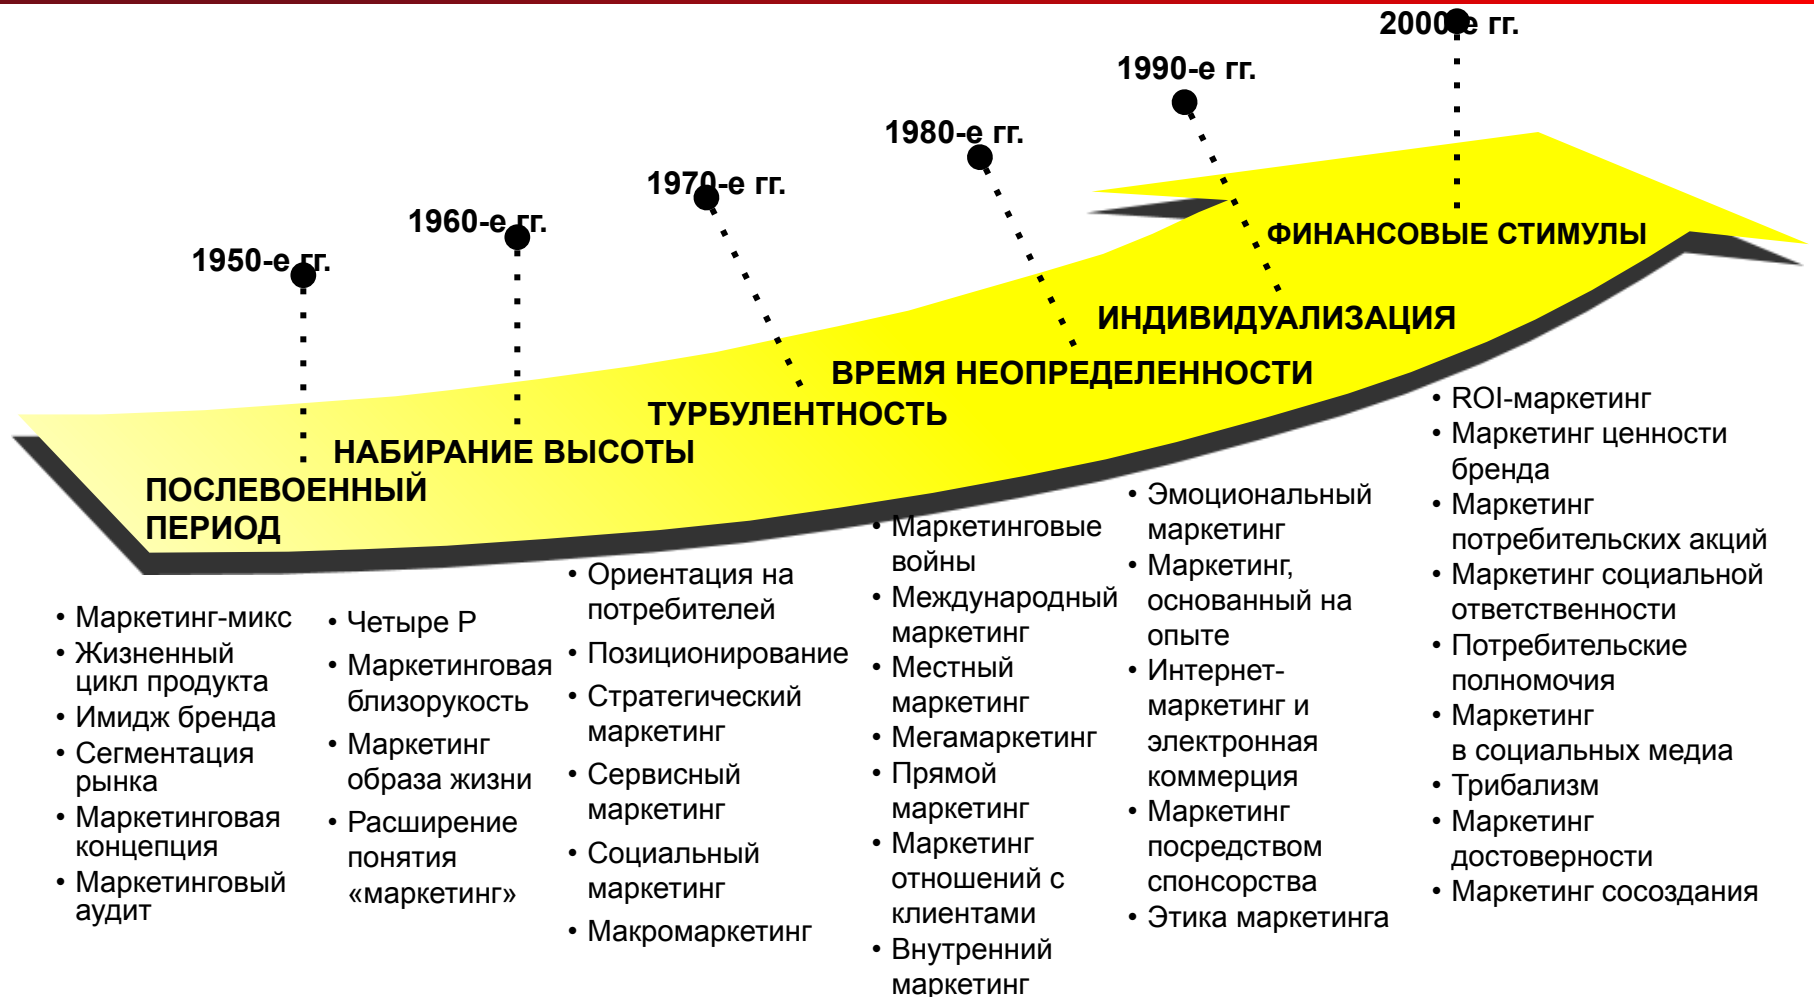 2000-е гг.
1990-е гг.
1980-е гг.
1970-е гг.
1960-е гг.
1950-е гг.
ФИНАНСОВЫЕ СТИМУЛЫ
ИНДИВИДУАЛИЗАЦИЯ
ВРЕМЯ НЕОПРЕДЕЛЕННОСТИ
ТУРБУЛЕНТНОСТЬ
НАБИРАНИЕ ВЫСОТЫ
ПОСЛЕВОЕННЫЙ
ПЕРИОД
• Маркетинг-микс
• Жизненный
цикл продукта
• Имидж бренда
• Сегментация
рынка
• Маркетинговая
концепция
• Маркетинговый
аудит
• Четыре Р
• Маркетинговая
близорукость
• Маркетинг
образа жизни
• Расширение
понятия
«маркетинг»
• Ориентация на
потребителей
• Позиционирование
• Стратегический
маркетинг
• Сервисный
маркетинг
• Социальный
маркетинг
• Макромаркетинг
• Маркетинговые
войны
• Международный
маркетинг
• Местный
маркетинг
• Мегамаркетинг
• Прямой
маркетинг
• Маркетинг
отношений с
клиентами
• Внутренний
маркетинг
• Эмоциональный
маркетинг
• Маркетинг,
основанный на
опыте
• Интернет-
маркетинг и
электронная
коммерция
• Маркетинг
посредством
спонсорства
• Этика маркетинга
• ROI-маркетинг
• Маркетинг ценности
бренда
• Маркетинг
потребительских акций
• Маркетинг социальной
ответственности
• Потребительские
полномочия
• Маркетинг
в социальных медиа
• Трибализм
• Маркетинг
достоверности
• Маркетинг сосоздания